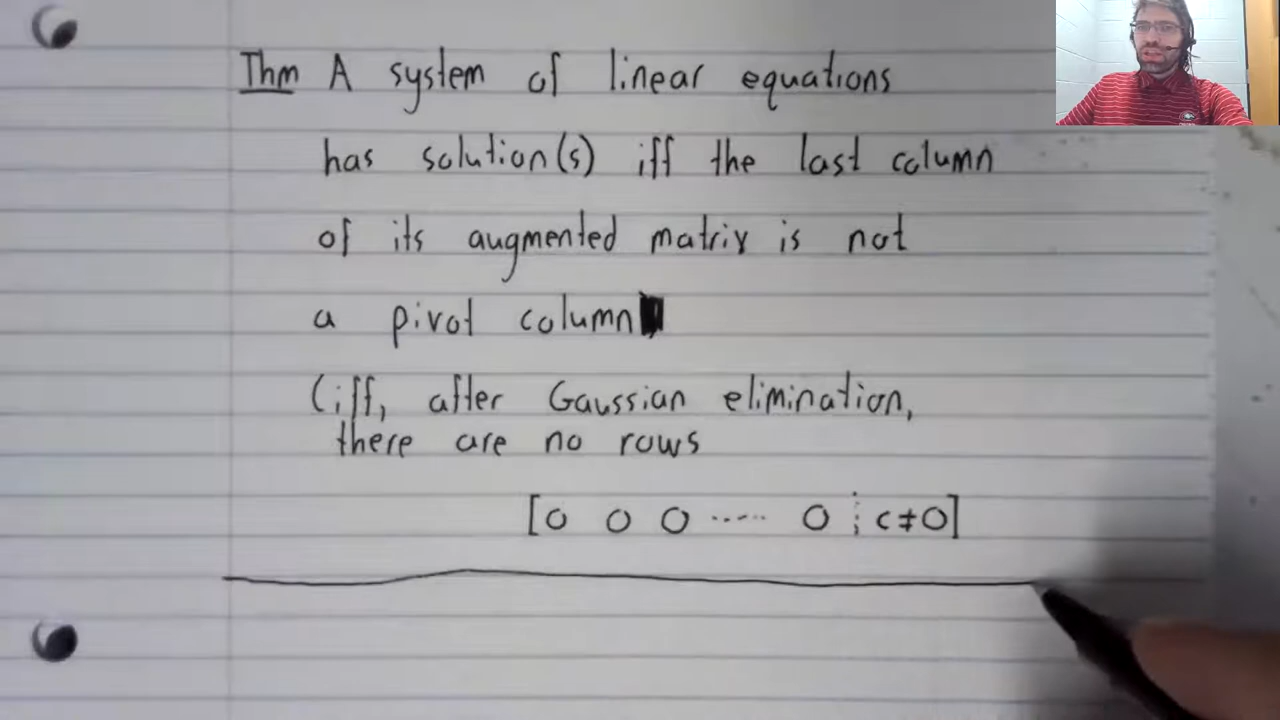 Thm A system of linear equations
has solution(s) iff the last column
of its augmented matrix is not
a pivot column
(iff, after Gaussian elimination,
there are no rows
[0 0 0 ..... 0 ⋮ c≠0]